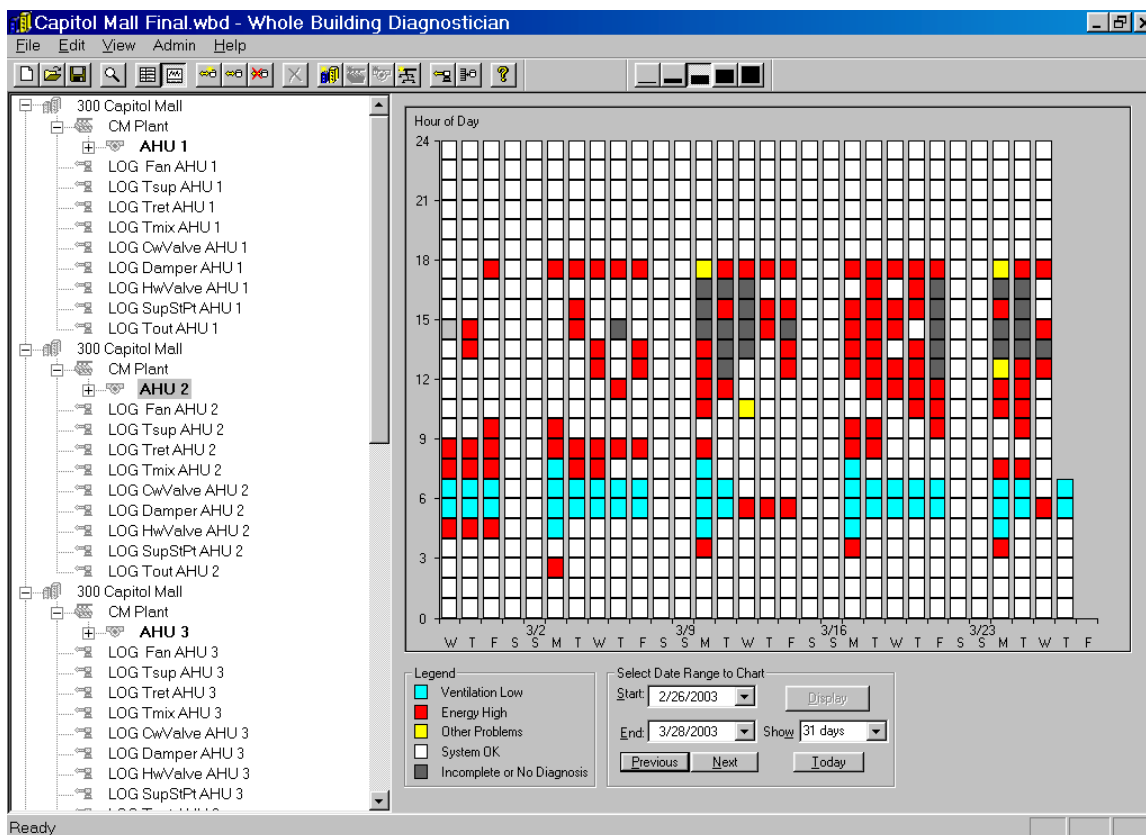 Capitol Mall Final.wbd - Whole Building Diagnostician
File Edit View Admin Help
300 Capitol Mall
CM Plant
AHU 1
LOG Fan AHU 1
LOG Tsup AHU 1
LOG Tret AHU 1
LOG Tmix AHU 1
LOG CwValve AHU 1
LOG Damper AHU 1
LOG HwValve AHU 1
LOG SupStPt AHU 1
LOG Tout AHU 1
300 Capitol Mall
CM Plant
AHU 2
LOG Fan AHU 2
LOG Tsup AHU 2
LOG Tret AHU 2
LOG Tmix AHU 2
LOG CwValve AHU 2
LOG Damper AHU 2
LOG HwValve AHU 2
LOG SupStPt AHU 2
LOG Tout AHU 2
300 Capitol Mall
CM Plant
AHU 3
LOG Fan AHU 3
LOG Tsup AHU 3
LOG Tret AHU 3
LOG Tmix AHU 3
LOG CwValve AHU 3
LOG Damper AHU 3
LOG HwValve AHU 3
LOG SupStPt AHU 3
Hour of Day
24
21
18
15
12
9
6
3
0
3/2 3/9 3/16 3/23
W T F S S M T W T F S S M T W T F S S M T W T F S S M T W T F
Legend
Ventilation Low
Energy High
Other Problems
System OK
Incomplete or No Diagnosis
Select Date Range to Chart
Start: 2/26/2003 Display
End: 3/28/2003 Show 31 days
Previous Next Today
Ready